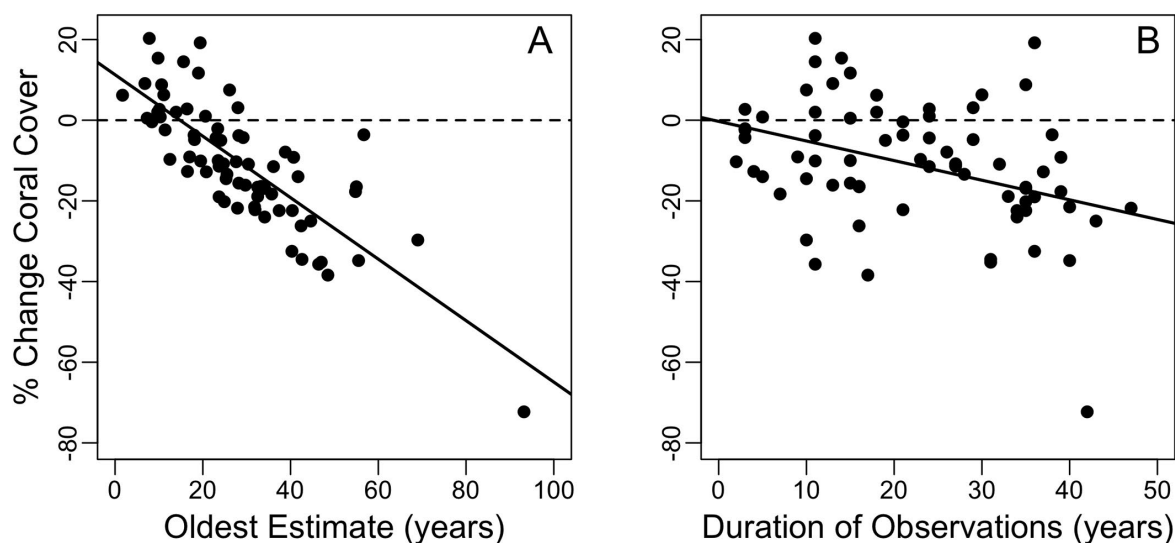 A
B
% Change Coral Cover
20
0
-20
-40
-60
-80
0 20 40 60 80 100
Oldest Estimate (years)
20
0
-20
-40
-60
-80
0 10 20 30 40 50
Duration of Observations (years)